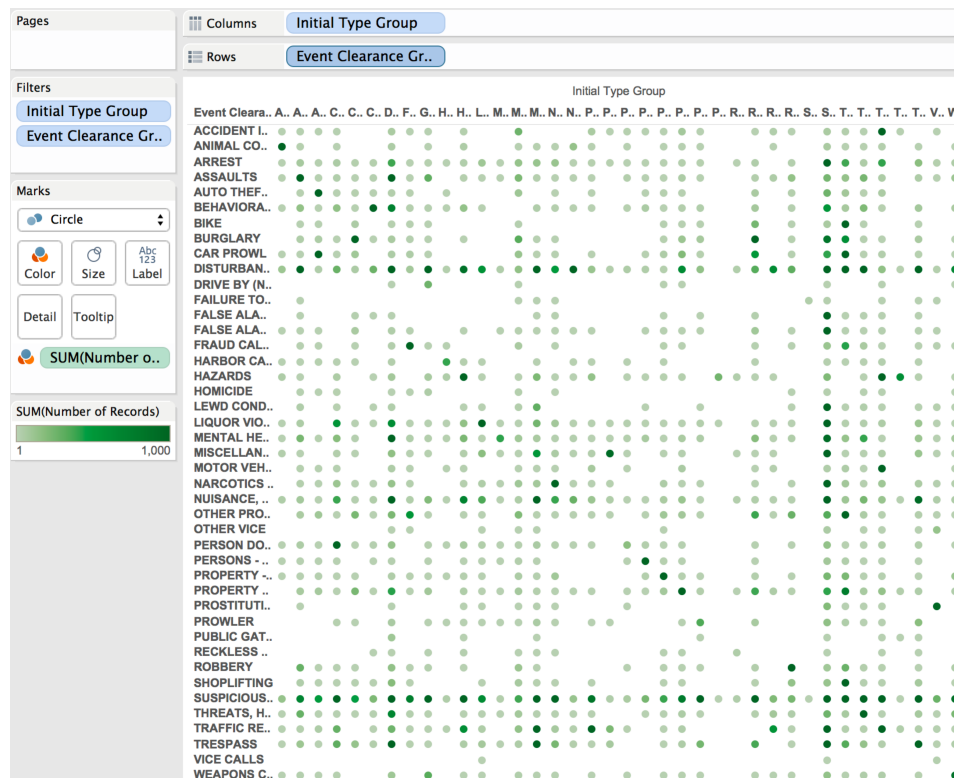 Pages
Columns
Initial Type Group
Rows
Event Clearance Gr..
Filters
Initial Type Group
Event Clearance Gr..
Marks
Circle
Color
Size
Abc
123
Label
Detail
Tooltip
SUM(Number o..
SUM(Number of Records)
1
1,000
Initial Type Group
Event Cleara.. A.. A.. A.. C.. C.. C.. D.. F.. G.. H.. H.. L.. M.. M.. M.. N.. N.. P.. P.. P.. P.. P.. P.. P.. P.. R.. R.. R.. R.. S.. S.. T.. T.. T.. T.. T.. V.. W
ACCIDENT I..
ANIMAL CO..
ARREST
ASSAULTS
AUTO THEF..
BEHAVIORA..
BIKE
BURGLARY
CAR PROWL
DISTURBAN..
DRIVE BY (N..
FAILURE TO..
FALSE ALA..
FALSE ALA..
FRAUD CAL..
HARBOR CA..
HAZARDS
HOMICIDE
LEWD COND..
LIQUOR VIO..
MENTAL HE..
MISCELLAN..
MOTOR VEH..
NARCOTICS ..
NUISANCE, ..
OTHER PRO..
OTHER VICE
PERSON DO..
PERSONS - ..
PROPERTY -..
PROPERTY ..
PROSTITUTI..
PROWLER
PUBLIC GAT..
RECKLESS ..
ROBBERY
SHOPLIFTING
SUSPICIOUS..
THREATS, H..
TRAFFIC RE..
TRESPASS
VICE CALLS
WEAPONS C..